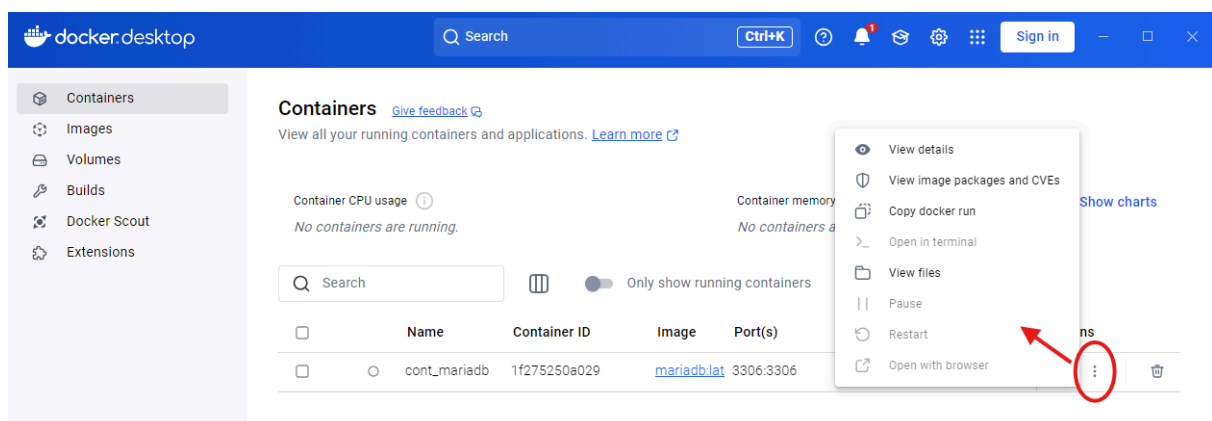 docker.desktop
Search
Ctrl+K
1
Sign in
Containers
Images
Volumes
Builds
Docker Scout
Extensions
Containers Give feedback
View all your running containers and applications. Learn more
Container CPU usage
No containers are running.
Container memory
No containers a
Show charts
Search
Only show running containers
Name Container ID Image Port(s) ns
cont_mariadb 1f275250a029 mariadb:lat 3306:3306
View details
View image packages and CVEs
Copy docker run
Open in terminal
View files
Pause
Restart
Open with browser